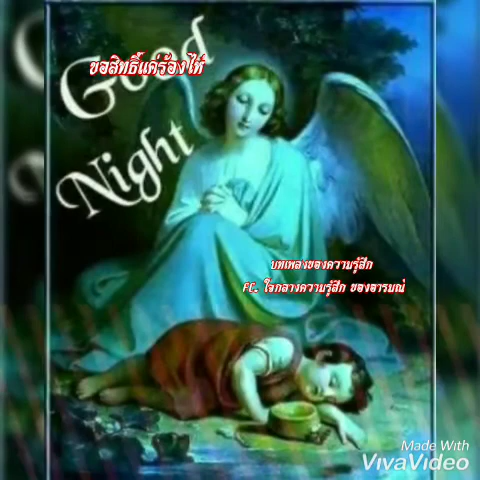 Good
ขอสิทธิ์แค่ร้องไห้
Night
บทเพลงของความรู้สึก
FC. ใจกลางความรู้สึก ของอารมณ์
Made With
VivaVideo